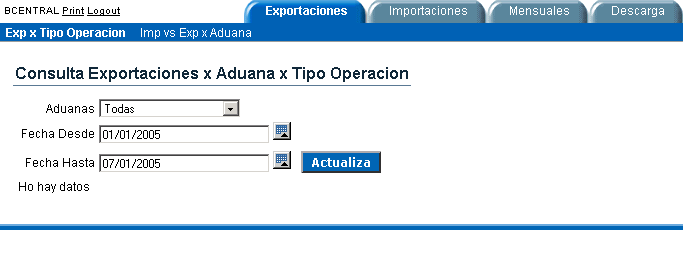 BCENTRAL Print Logout
Exportaciones Importaciones Mensuales Descarga
Exp x Tipo Operacion Imp vs Exp x Aduana
Consulta Exportaciones x Aduana x Tipo Operacion
Aduanas Todas
Fecha Desde 01/01/2005
Fecha Hasta 07/01/2005 Actualiza
Ho hay datos